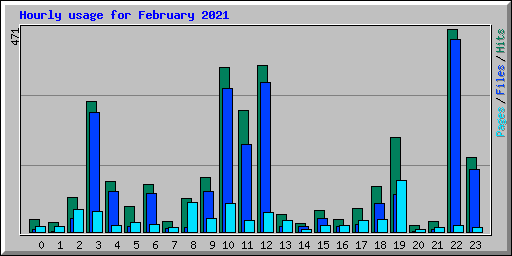 Hourly usage for February 2021
471
Pages / Files / Hits
0 1 2 3 4 5 6 7 8 9 10 11 12 13 14 15 16 17 18 19 20 21 22 23